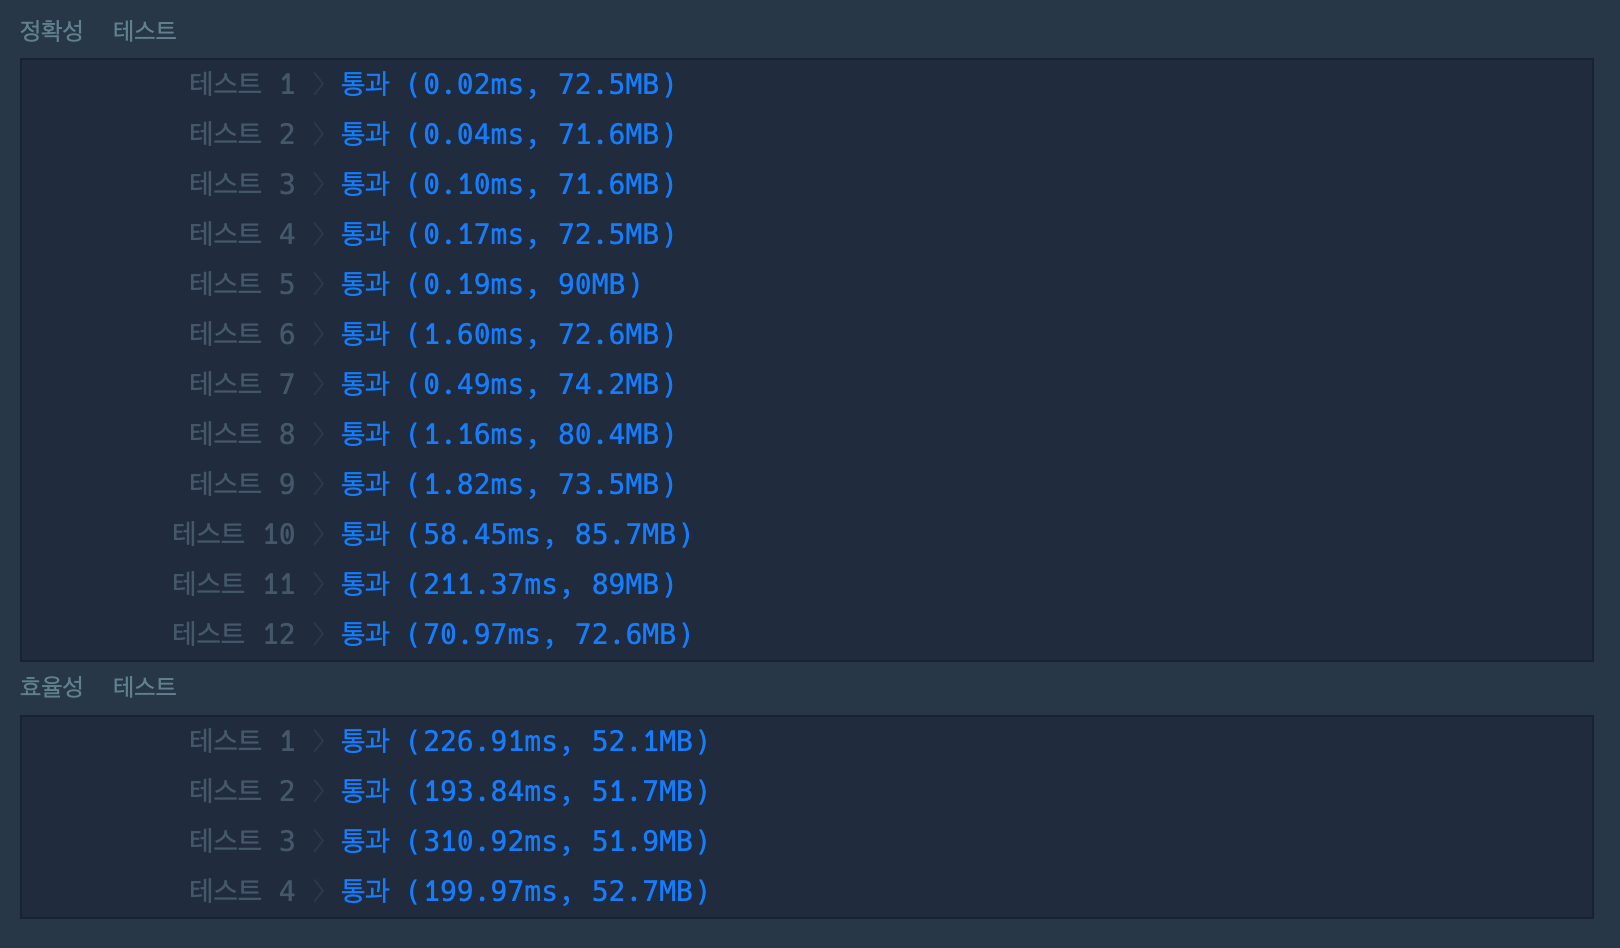 정확성 테스트
테스트 1 〉 통과 (0.02ms, 72.5MB)
테스트 2 〉 통과 (0.04ms, 71.6MB)
테스트 3 〉 통과 (0.10ms, 71.6MB)
테스트 4 〉 통과 (0.17ms, 72.5MB)
테스트 5 〉 통과 (0.19ms, 90MB)
테스트 6 〉 통과 (1.60ms, 72.6MB)
테스트 7 〉 통과 (0.49ms, 74.2MB)
테스트 8 〉 통과 (1.16ms, 80.4MB)
테스트 9 〉 통과 (1.82ms, 73.5MB)
테스트 10 〉 통과 (58.45ms, 85.7MB)
테스트 11 〉 통과 (211.37ms, 89MB)
테스트 12 〉 통과 (70.97ms, 72.6MB)
효율성 테스트
테스트 1 〉 통과 (226.91ms, 52.1MB)
테스트 2 〉 통과 (193.84ms, 51.7MB)
테스트 3 〉 통과 (310.92ms, 51.9MB)
테스트 4 〉 통과 (199.97ms, 52.7MB)